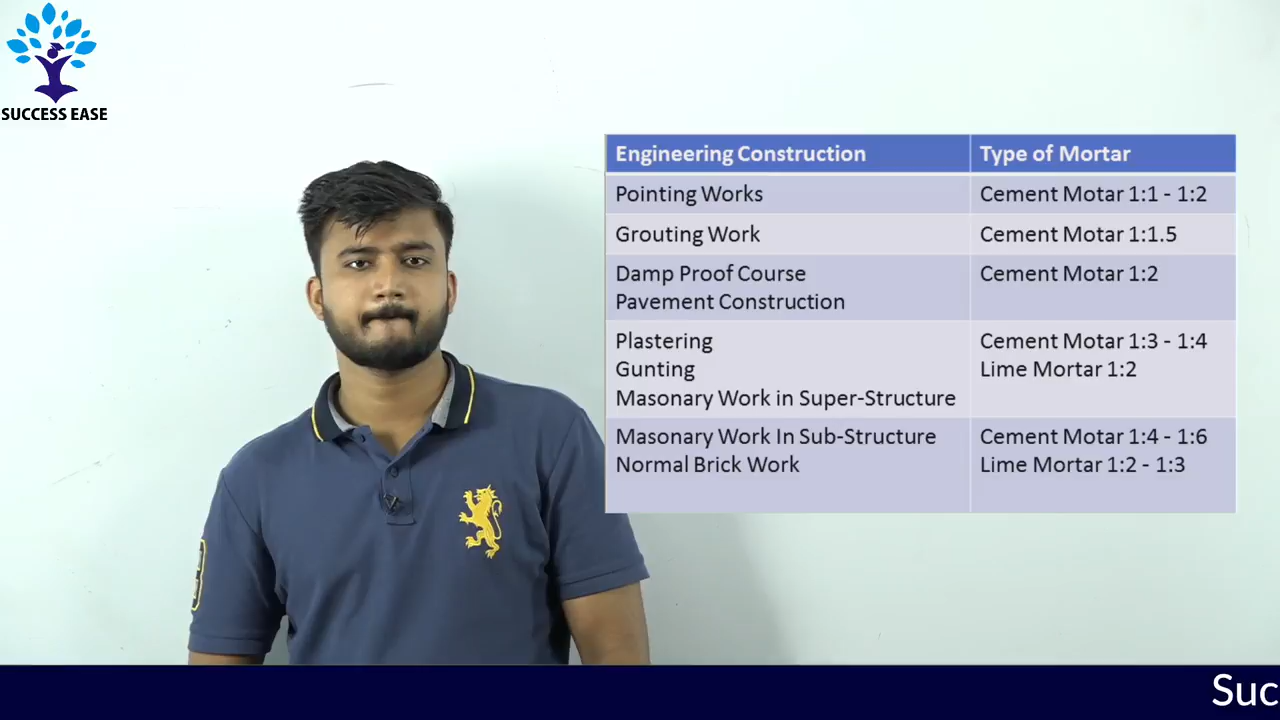 SUCCESS EASE
Engineering Construction
Type of Mortar
Pointing Works
Cement Motar 1:1 - 1:2
Grouting Work
Cement Motar 1:1.5
Damp Proof Course
Pavement Construction
Cement Motar 1:2
Plastering
Gunting
Masonary Work in Super-Structure
Cement Motar 1:3 - 1:4
Lime Mortar 1:2
Masonary Work In Sub-Structure
Normal Brick Work
Cement Motar 1:4 - 1:6
Lime Mortar 1:2 - 1:3
Suc